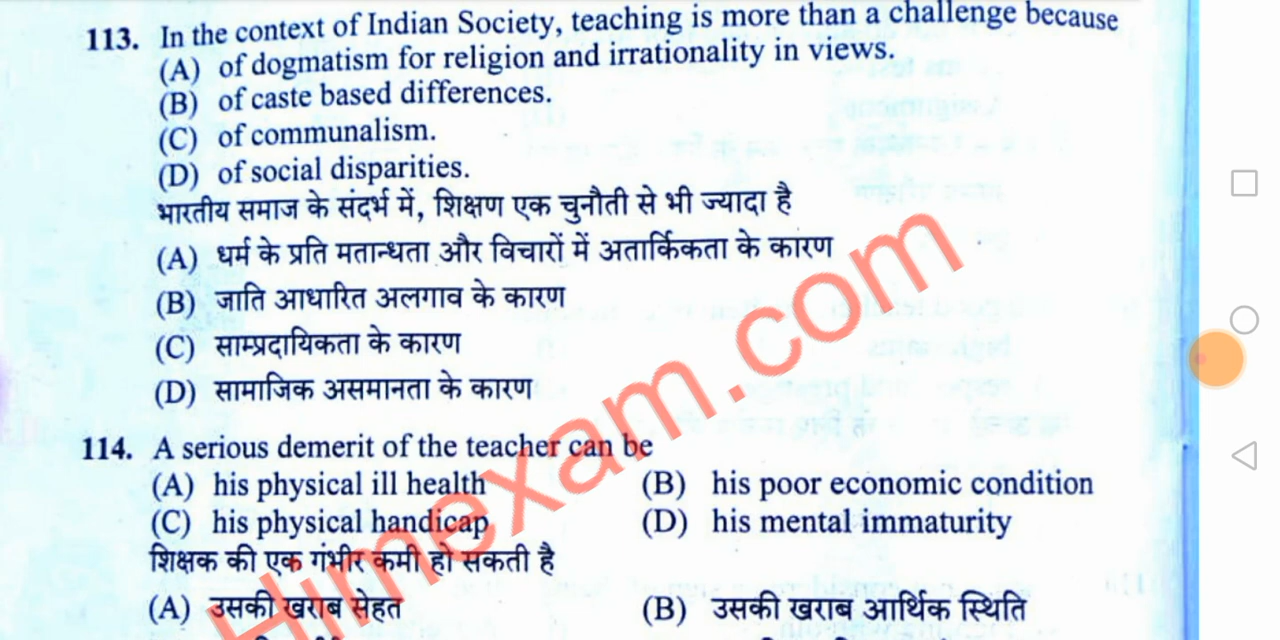 113. In the context of Indian Society, teaching is more than a challenge because
(A) of dogmatism for religion and irrationality in views.
(B) of caste based differences.
(C) of communalism.
(D) of social disparities.
भारतीय समाज के संदर्भ में, शिक्षण एक चुनौती से भी ज्यादा है
(A) धर्म के प्रति मतान्धता और विचारों में अतार्किकता के कारण
(B) जाति आधारित अलगाव के कारण
(C) साम्प्रदायिकता के कारण
(D) सामाजिक असमानता के कारण
Himexam.com
114. A serious demerit of the teacher can be
(A) his physical ill health (B) his poor economic condition
(C) his physical handicap (D) his mental immaturity
शिक्षक की एक गंभीर कमी हो सकती है
(A) उसकी खराब सेहत (B) उसकी खराब आर्थिक स्थिति